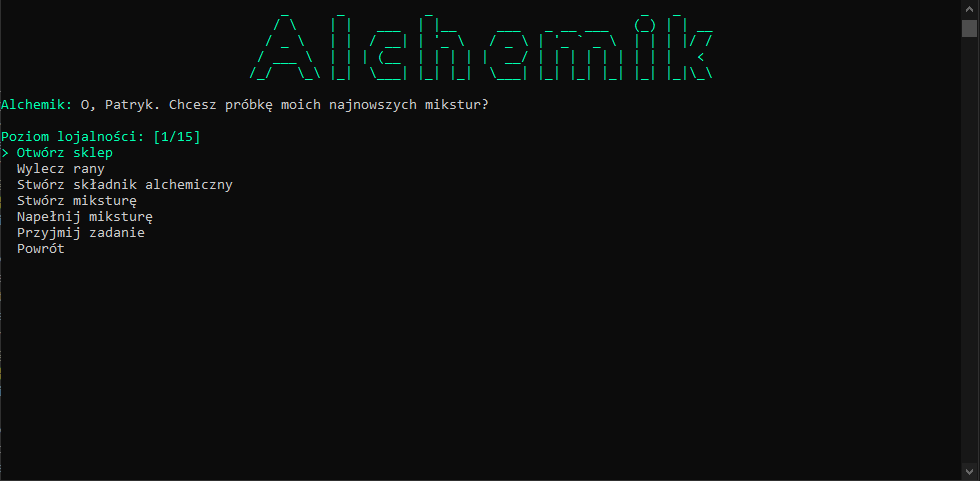 Alchemik
Alchemik: O, Patryk. Chcesz próbkę moich najnowszych mikstur?
Poziom lojalności: [1/15]
> Otwórz sklep
Wylecz rany
Stwórz składnik alchemiczny
Stwórz miksturę
Napełnij miksturę
Przyjmij zadanie
Powrót